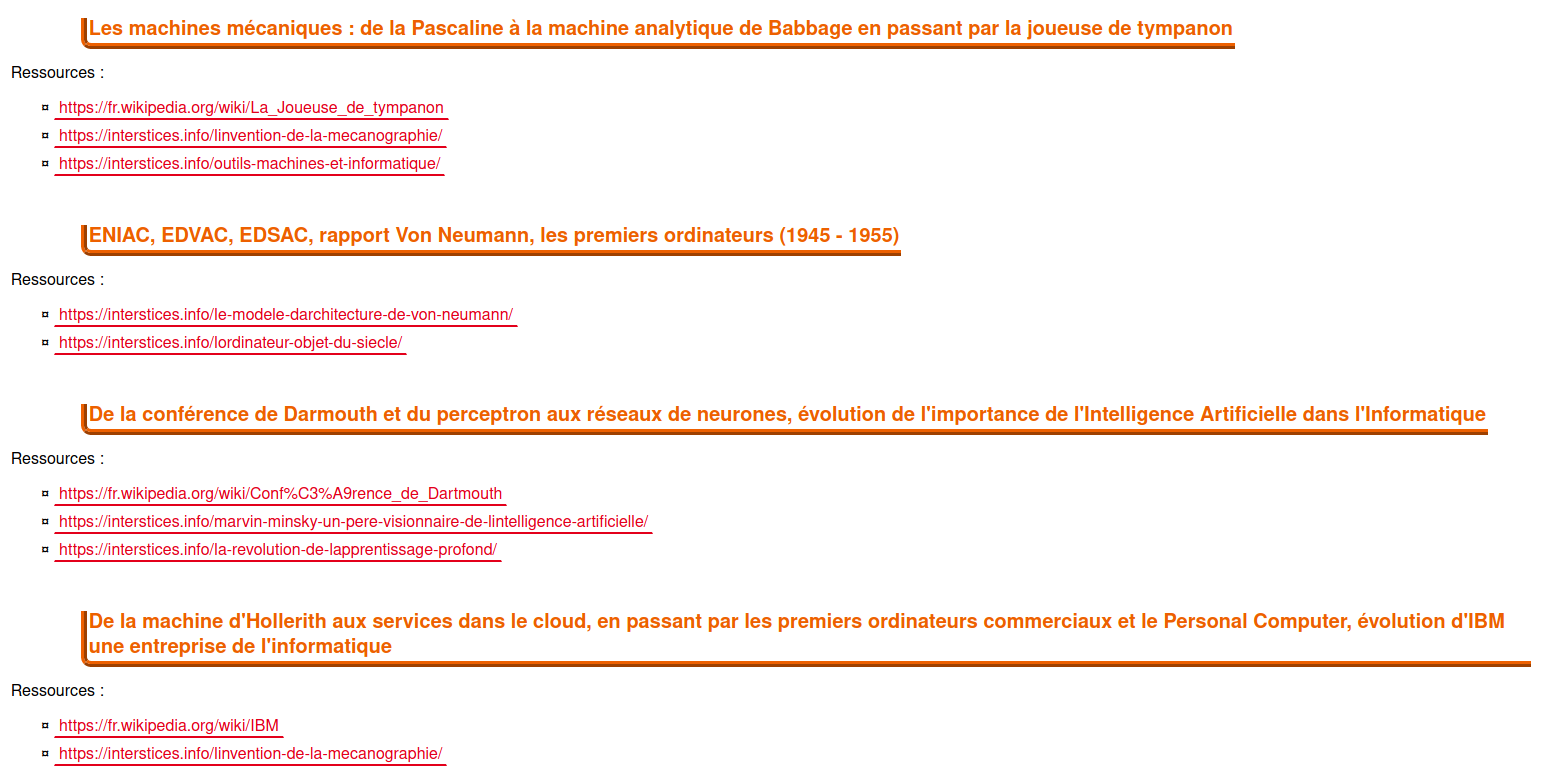 Les machines mécaniques : de la Pascaline à la machine analytique de Babbage en passant par la joueuse de tympanon
Ressources :
¤ https://fr.wikipedia.org/wiki/La_Joueuse_de_tympanon
¤ https://interstices.info/linvention-de-la-mecanographie/
¤ https://interstices.info/outils-machines-et-informatique/
ENIAC, EDVAC, EDSAC, rapport Von Neumann, les premiers ordinateurs (1945 - 1955)
Ressources :
¤ https://interstices.info/le-modele-darchitecture-de-von-neumann/
¤ https://interstices.info/lordinateur-objet-du-siecle/
De la conférence de Darmouth et du perceptron aux réseaux de neurones, évolution de l'importance de l'Intelligence Artificielle dans l'Informatique
Ressources :
¤ https://fr.wikipedia.org/wiki/Conf%C3%A9rence_de_Dartmouth
¤ https://interstices.info/marvin-minsky-un-pere-visionnaire-de-lintelligence-artificielle/
¤ https://interstices.info/la-revolution-de-lapprentissage-profond/
De la machine d'Hollerith aux services dans le cloud, en passant par les premiers ordinateurs commerciaux et le Personal Computer, évolution d'IBM
une entreprise de l'informatique
Ressources :
¤ https://fr.wikipedia.org/wiki/IBM
¤ https://interstices.info/linvention-de-la-mecanographie/